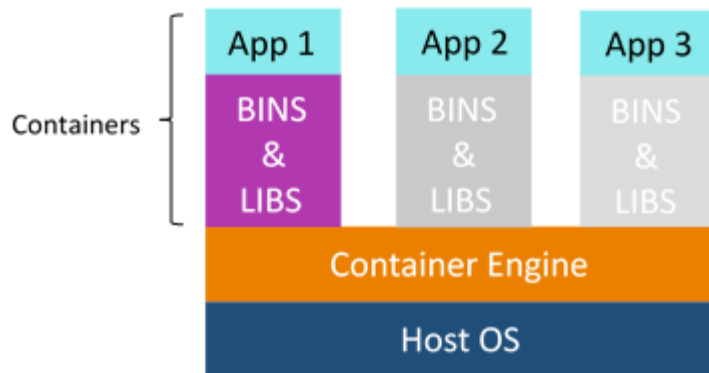 App 1
App 2
App 3
Containers
BINS
&
LIBS
BINS
&
LIBS
BINS
&
LIBS
Container Engine
Host OS